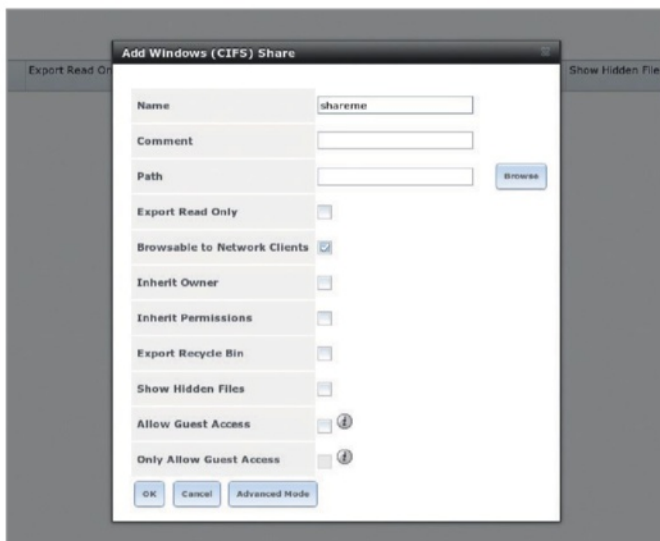 Add Windows (CIFS) Share
Export Read On
Show Hidden File
Name
shareme
Comment
Path
Browse
Export Read Only
Browsable to Network Clients
Inherit Owner
Inherit Permissions
Export Recycle Bin
Show Hidden Files
Allow Guest Access
Only Allow Guest Access
OK
Cancel
Advanced Mode